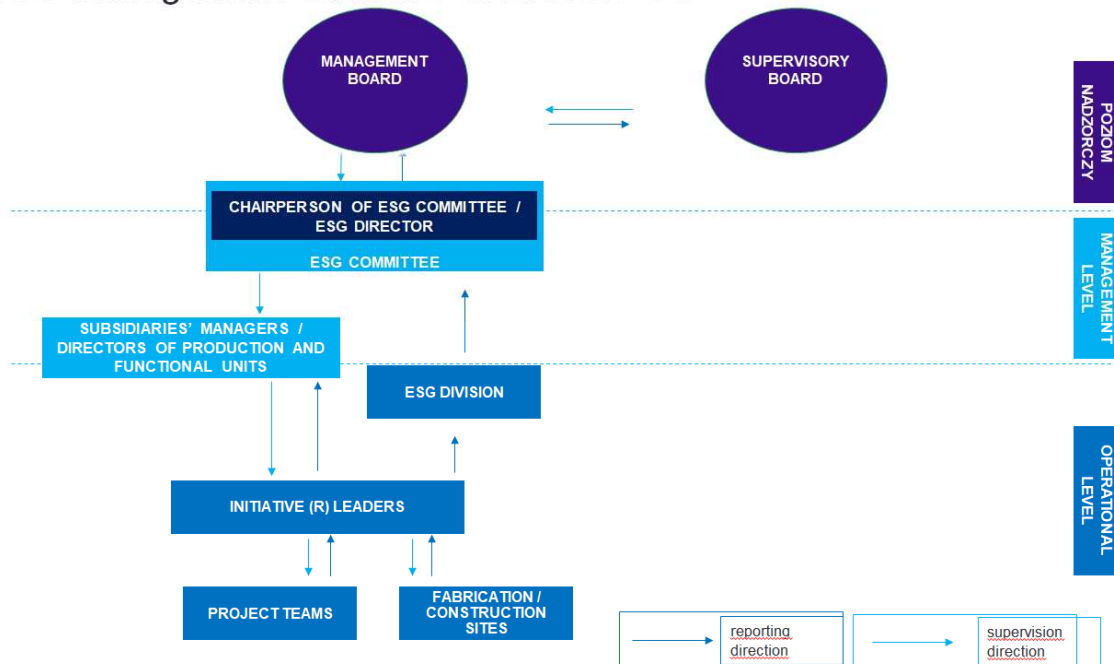 MANAGEMENT
BOARD
SUPERVISORY
BOARD
POZIOM
NADZORCZY
CHAIRPERSON OF ESG COMMITTEE /
ESG DIRECTOR
ESG COMMITTEE
MANAGEMENT
LEVEL
SUBSIDIARIES' MANAGERS /
DIRECTORS OF PRODUCTION AND
FUNCTIONAL UNITS
ESG DIVISION
OPERATIONAL
LEVEL
INITIATIVE (R) LEADERS
PROJECT TEAMS
FABRICATION /
CONSTRUCTION
SITES
reporting
direction
supervision
direction